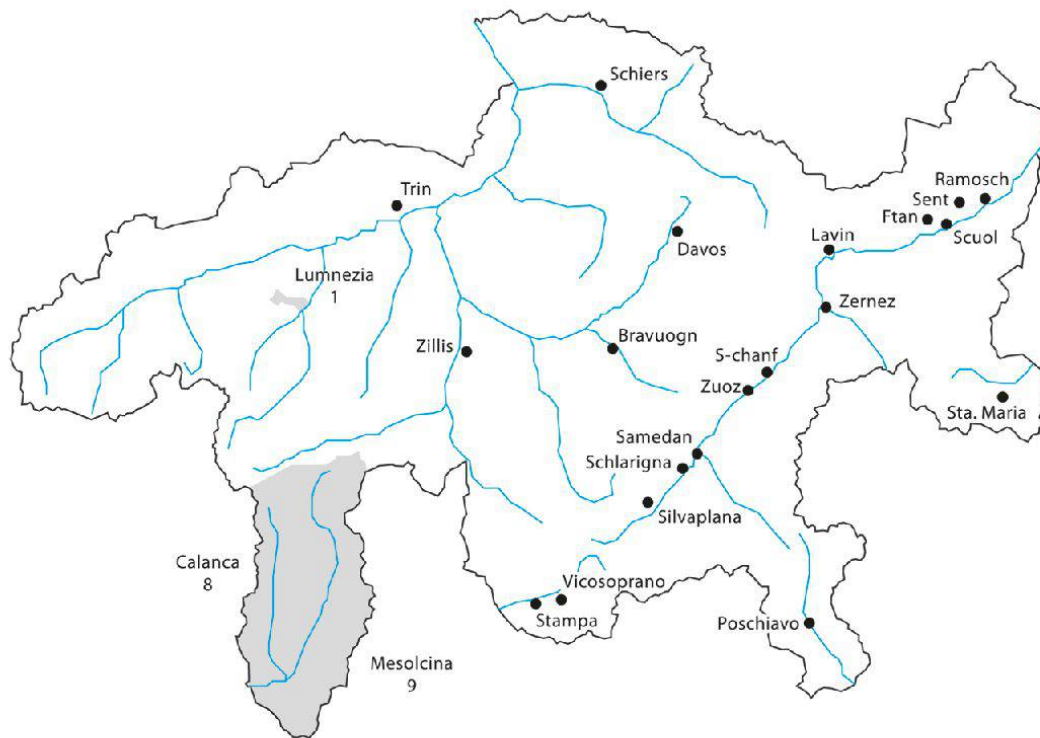 Schiers
Trin
Ramosch
Sent
Ftan
Scuol
Davos
Lavin
Lumnezia
1
Zernez
Zillis
Bravuogn
S-chanf
Zuoz
Sta. Maria
Samedan
Schlarigna
Silvaplana
Calanca
8
Vicosoprano
Stampa
Poschiavo
Mesolcina
9